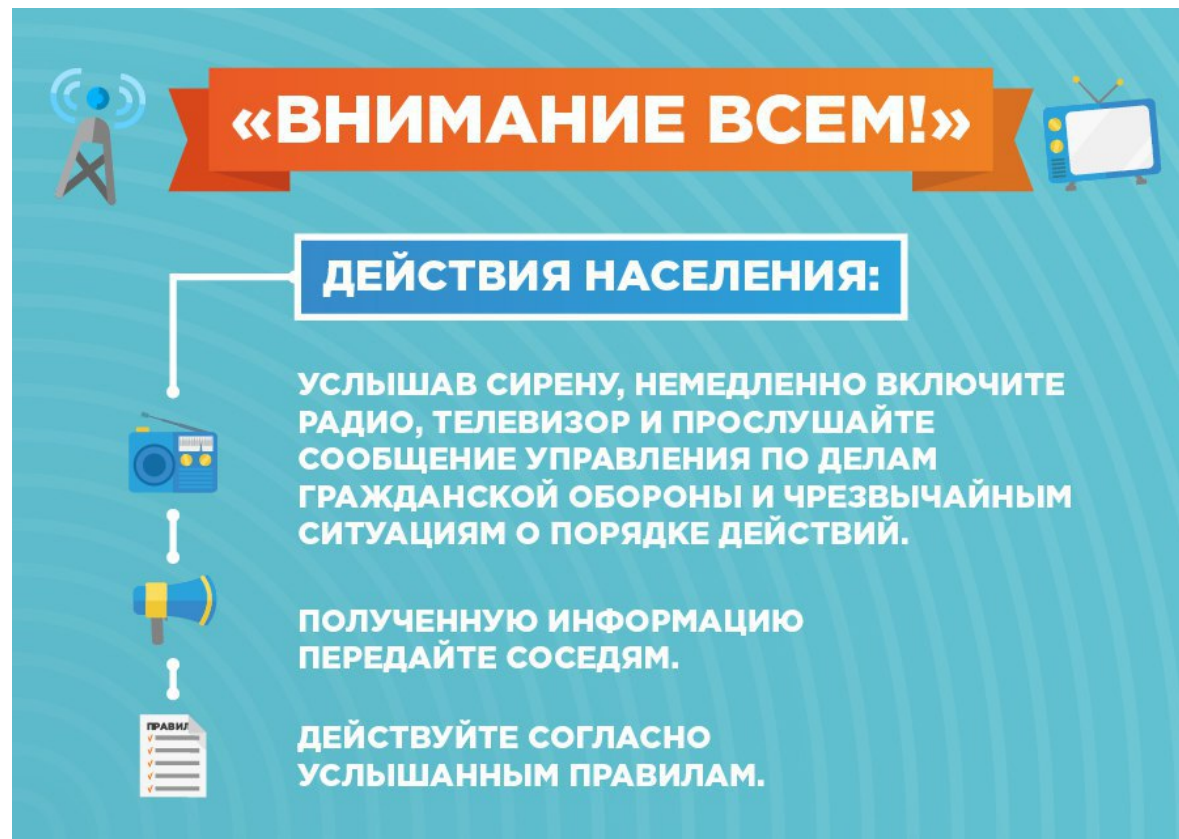 «ВНИМАНИЕ ВСЕМ!»
ДЕЙСТВИЯ НАСЕЛЕНИЯ:
УСЛЫШАВ СИРЕНУ, НЕМЕДЛЕННО ВКЛЮЧИТЕ
РАДИО, ТЕЛЕВИЗОР И ПРОСЛУШАЙТЕ
СООБЩЕНИЕ УПРАВЛЕНИЯ ПО ДЕЛАМ
ГРАЖДАНСКОЙ ОБОРОНЫ И ЧРЕЗВЫЧАЙНЫМ
СИТУАЦИЯМ О ПОРЯДКЕ ДЕЙСТВИЙ.
ПОЛУЧЕННУЮ ИНФОРМАЦИЮ
ПЕРЕДАЙТЕ СОСЕДЯМ.
ПРАВИЛ
ДЕЙСТВУЙТЕ СОГЛАСНО
УСЛЫШАННЫМ ПРАВИЛАМ.